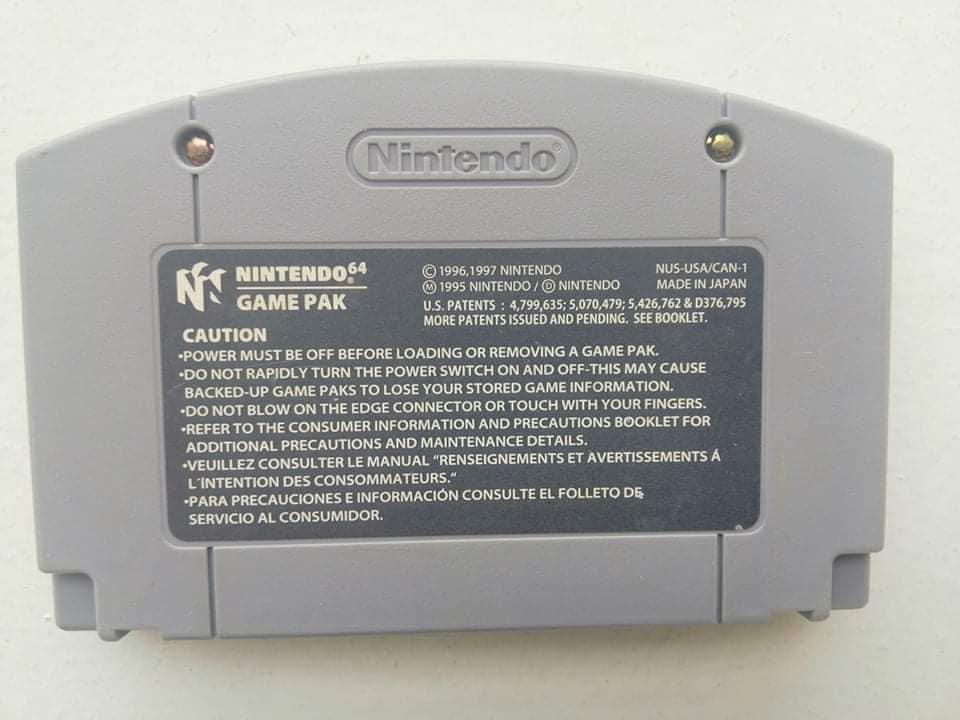 Nintendo®
NINTENDO®64
GAME PAK
© 1996,1997 NINTENDO
Ⓜ 1995 NINTENDO / Ⓓ NINTENDO
NUS-USA/CAN-1
MADE IN JAPAN
U.S. PATENTS : 4,799,635; 5,070,479; 5,426,762 & D376,795
MORE PATENTS ISSUED AND PENDING. SEE BOOKLET.
CAUTION
•POWER MUST BE OFF BEFORE LOADING OR REMOVING A GAME PAK.
•DO NOT RAPIDLY TURN THE POWER SWITCH ON AND OFF-THIS MAY CAUSE
BACKED-UP GAME PAKS TO LOSE YOUR STORED GAME INFORMATION.
•DO NOT BLOW ON THE EDGE CONNECTOR OR TOUCH WITH YOUR FINGERS.
•REFER TO THE CONSUMER INFORMATION AND PRECAUTIONS BOOKLET FOR
ADDITIONAL PRECAUTIONS AND MAINTENANCE DETAILS.
•VEUILLEZ CONSULTER LE MANUAL "RENSEIGNEMENTS ET AVERTISSEMENTS Á
L'INTENTION DES CONSOMMATEURS."
•PARA PRECAUCIONES E INFORMACIÓN CONSULTE EL FOLLETO DE
SERVICIO AL CONSUMIDOR.